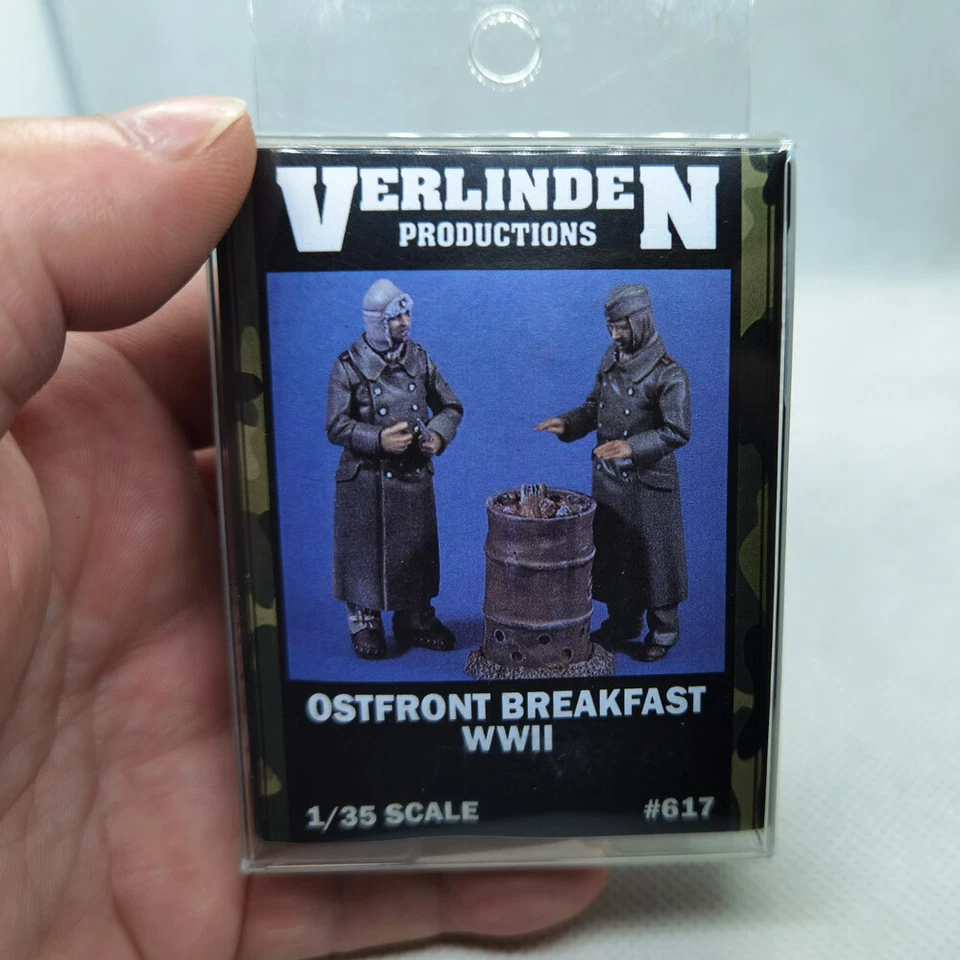 VERLINDEN
PRODUCTIONS
OSTFRONT BREAKFAST
WWII
1/35 SCALE
#617